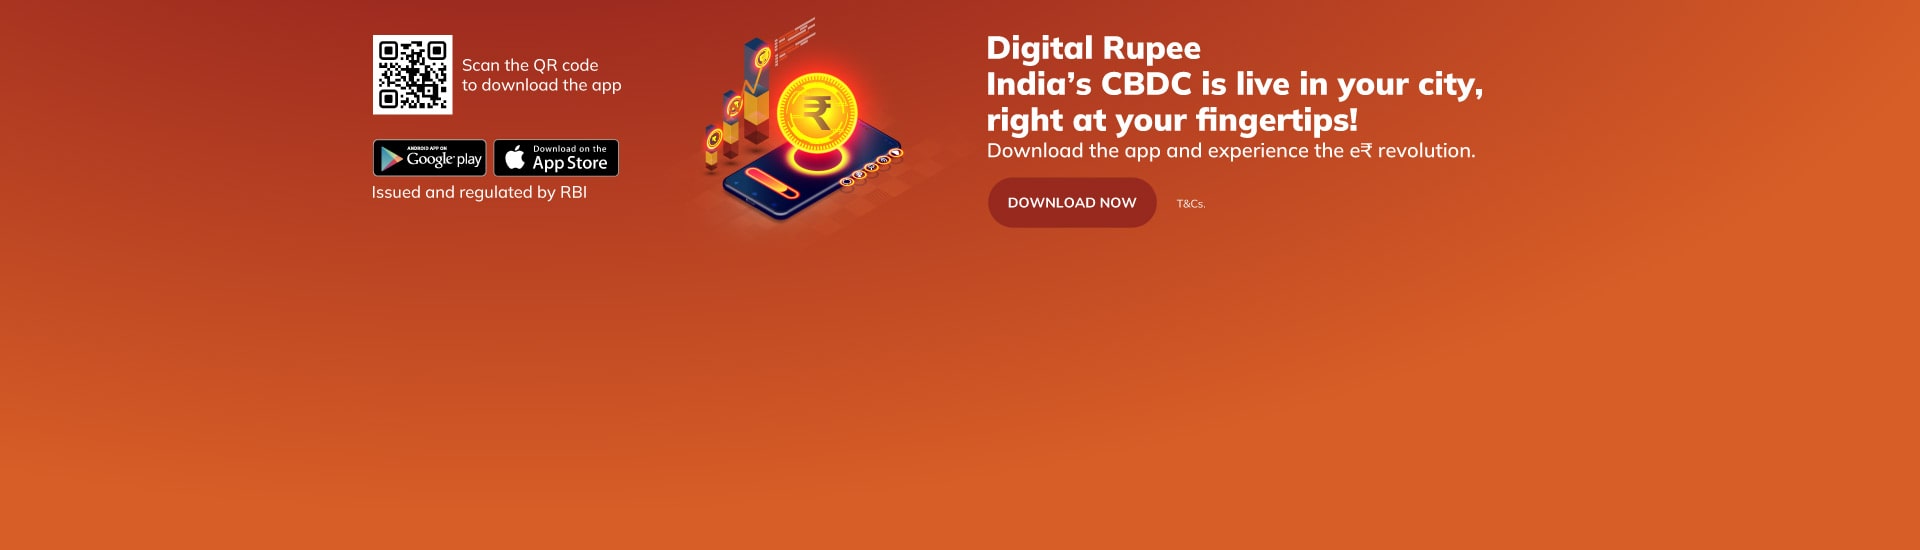 Scan the QR code
to download the app
ANDROID APP ON
Google play
Download on the
App Store
Issued and regulated by RBI
₹
Digital Rupee
India’s CBDC is live in your city,
right at your fingertips!
Download the app and experience the e₹ revolution.
DOWNLOAD NOW
T&Cs.